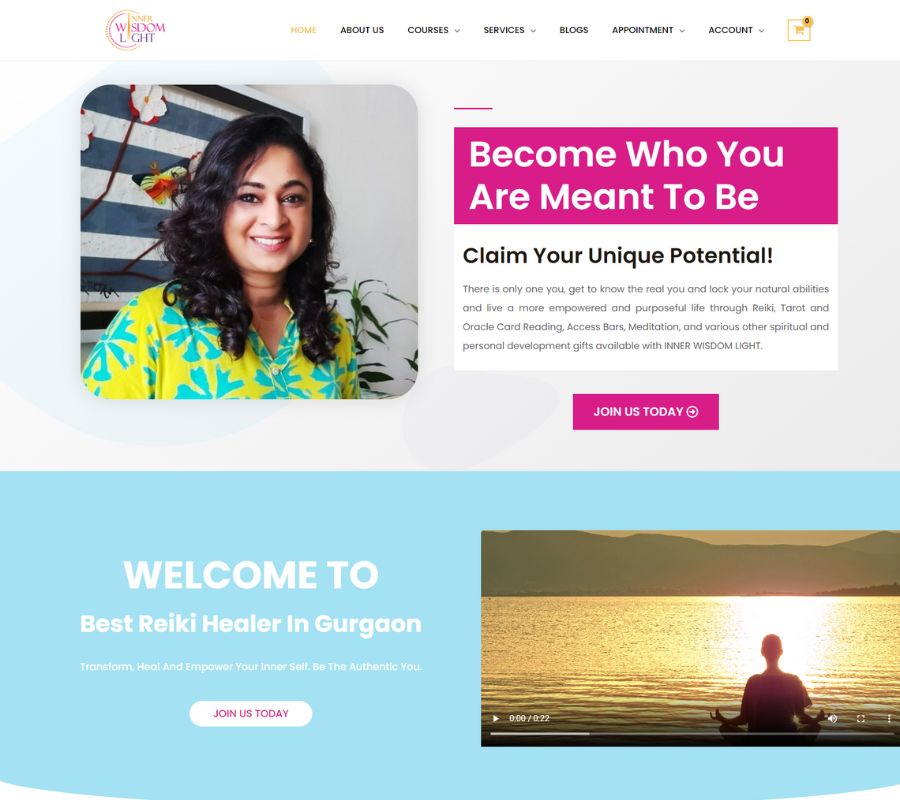 INNER
WISDOM
LIGHT
HOME
ABOUT US
COURSES
SERVICES
BLOGS
APPOINTMENT
ACCOUNT
0
Become Who You
Are Meant To Be
Claim Your Unique Potential!
There is only one you, get to know the real you and lock your natural abilities
and live a more empowered and purposeful life through Reiki, Tarot and
Oracle Card Reading, Access Bars, Meditation, and various other spiritual and
personal development gifts available with INNER WISDOM LIGHT.
JOIN US TODAY
WELCOME TO
Best Reiki Healer In Gurgaon
Transform, Heal And Empower Your Inner Self. Be The Authentic You.
JOIN US TODAY
0:00 / 0:22